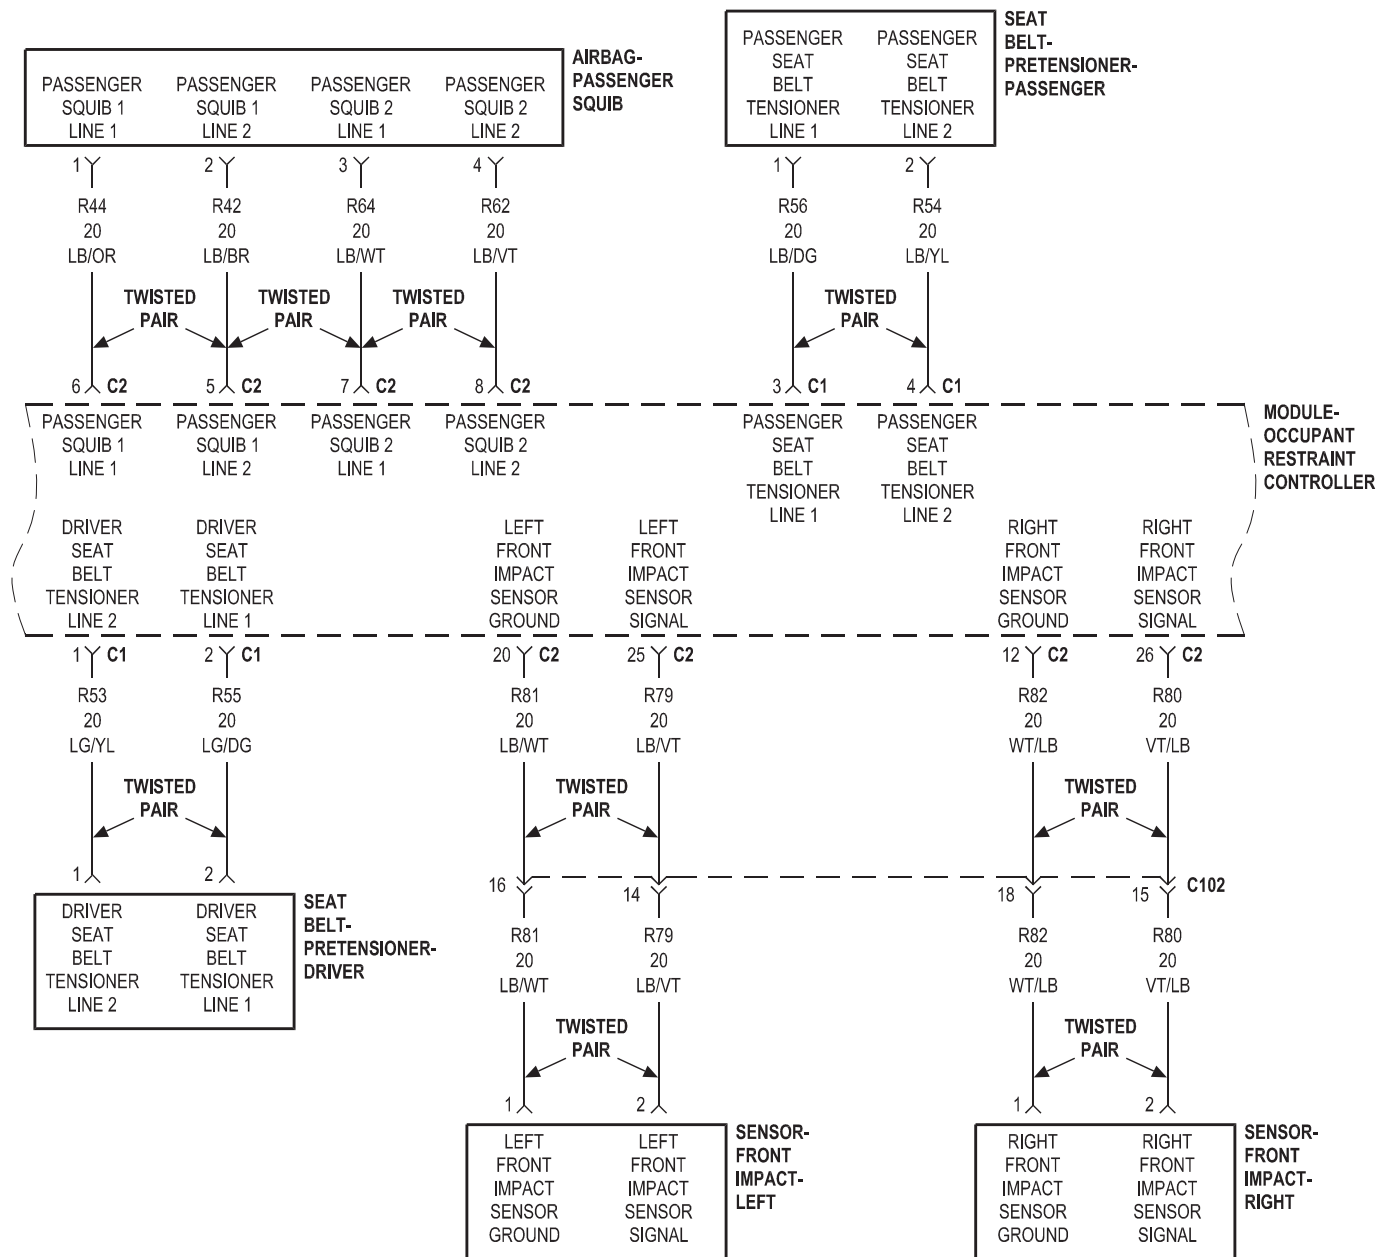 PASSENGER SQUIB 1 LINE 1
PASSENGER SQUIB 1 LINE 2
PASSENGER SQUIB 2 LINE 1
PASSENGER SQUIB 2 LINE 2
AIRBAG-
PASSENGER
SQUIB
PASSENGER SEAT BELT TENSIONER LINE 1
PASSENGER SEAT BELT TENSIONER LINE 2
SEAT
BELT-
PRETENSIONER-
PASSENGER
1 2 3 4 1 2
R44 R42 R64 R62 R56 R54
20 20 20 20 20 20
LB/OR LB/BR LB/WT LB/VT LB/DG LB/YL
TWISTED PAIR
TWISTED PAIR
TWISTED PAIR
TWISTED PAIR
6 C2 5 C2 7 C2 8 C2 3 C1 4 C1
PASSENGER SQUIB 1 LINE 1
PASSENGER SQUIB 1 LINE 2
PASSENGER SQUIB 2 LINE 1
PASSENGER SQUIB 2 LINE 2
PASSENGER SEAT BELT TENSIONER LINE 1
PASSENGER SEAT BELT TENSIONER LINE 2
MODULE-
OCCUPANT
RESTRAINT
CONTROLLER
DRIVER SEAT BELT TENSIONER LINE 2
DRIVER SEAT BELT TENSIONER LINE 1
LEFT FRONT IMPACT SENSOR GROUND
LEFT FRONT IMPACT SENSOR SIGNAL
RIGHT FRONT IMPACT SENSOR GROUND
RIGHT FRONT IMPACT SENSOR SIGNAL
1 C1 2 C1 20 C2 25 C2 12 C2 26 C2
R53 R55 R81 R79 R82 R80
20 20 20 20 20 20
LG/YL LG/DG LB/WT LB/VT WT/LB VT/LB
TWISTED PAIR
TWISTED PAIR
TWISTED PAIR
1 2 16 14 18 15 C102
DRIVER SEAT BELT TENSIONER LINE 2
DRIVER SEAT BELT TENSIONER LINE 1
SEAT
BELT-
PRETENSIONER-
DRIVER
R81 R79 R82 R80
20 20 20 20
LB/WT LB/VT WT/LB VT/LB
TWISTED PAIR
TWISTED PAIR
1 2 1 2
LEFT FRONT IMPACT SENSOR GROUND
LEFT FRONT IMPACT SENSOR SIGNAL
SENSOR-
FRONT
IMPACT-
LEFT
RIGHT FRONT IMPACT SENSOR GROUND
RIGHT FRONT IMPACT SENSOR SIGNAL
SENSOR-
FRONT
IMPACT-
RIGHT